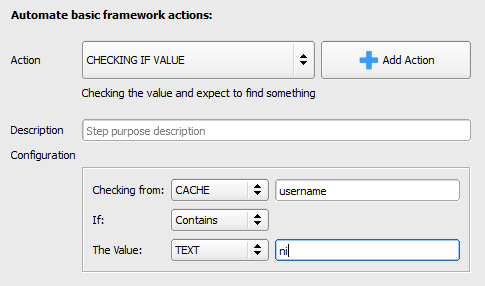 Automate basic framework actions:
Action CHECKING IF VALUE Add Action
Checking the value and expect to find something
Description Step purpose description
Configuration
Checking from: CACHE username
If: Contains
The Value: TEXT ni